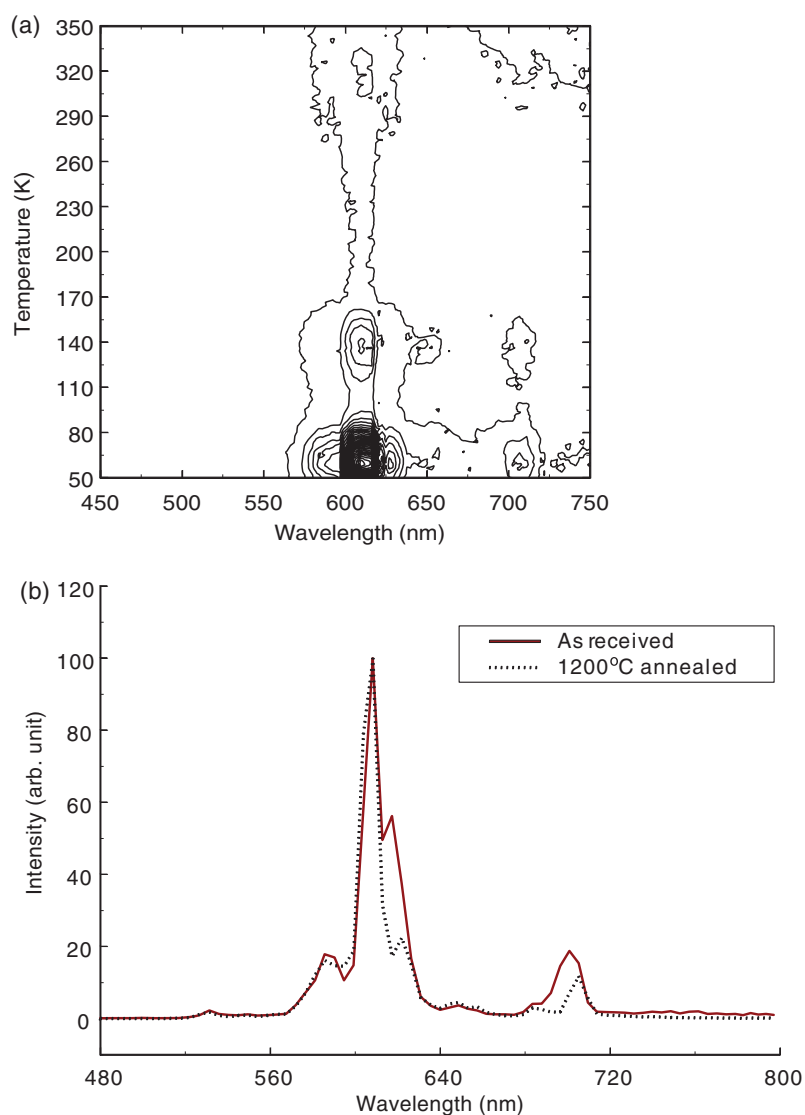 (a)
350
320
290
260
230
200
170
140
110
80
50
Temperature (K)
450 500 550 600 650 700 750
Wavelength (nm)
(b)
120
100
80
60
40
20
0
Intensity (arb. unit)
As received
1200°C annealed
480 560 640 720 800
Wavelength (nm)